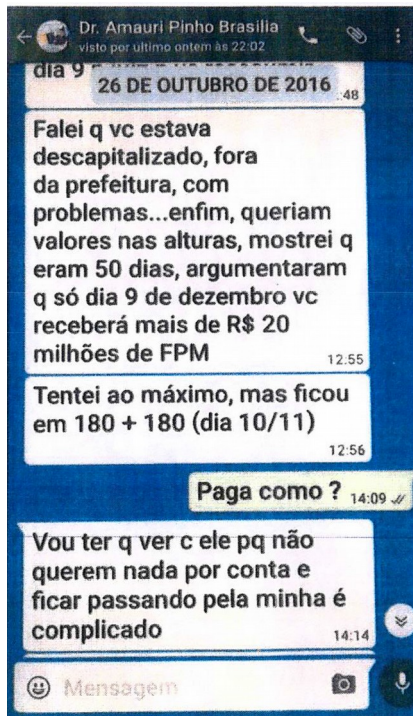 Dr. Amauri Pinho Brasilia
visto por ultimo ontem às 22:02
dia 9
26 DE OUTUBRO DE 2016
:48
Falei q vc estava
descapitalizado, fora
da prefeitura, com
problemas...enfim, queriam
valores nas alturas, mostrei q
eram 50 dias, argumentaram
q só dia 9 de dezembro vc
receberá mais de R$ 20
milhões de FPM
12:55
Tentei ao máximo, mas ficou
em 180 + 180 (dia 10/11)
12:56
Paga como ? 14:09
Vou ter q ver c ele pq não
querem nada por conta e
ficar passando pela minha é
complicado
14:14
Mensagem